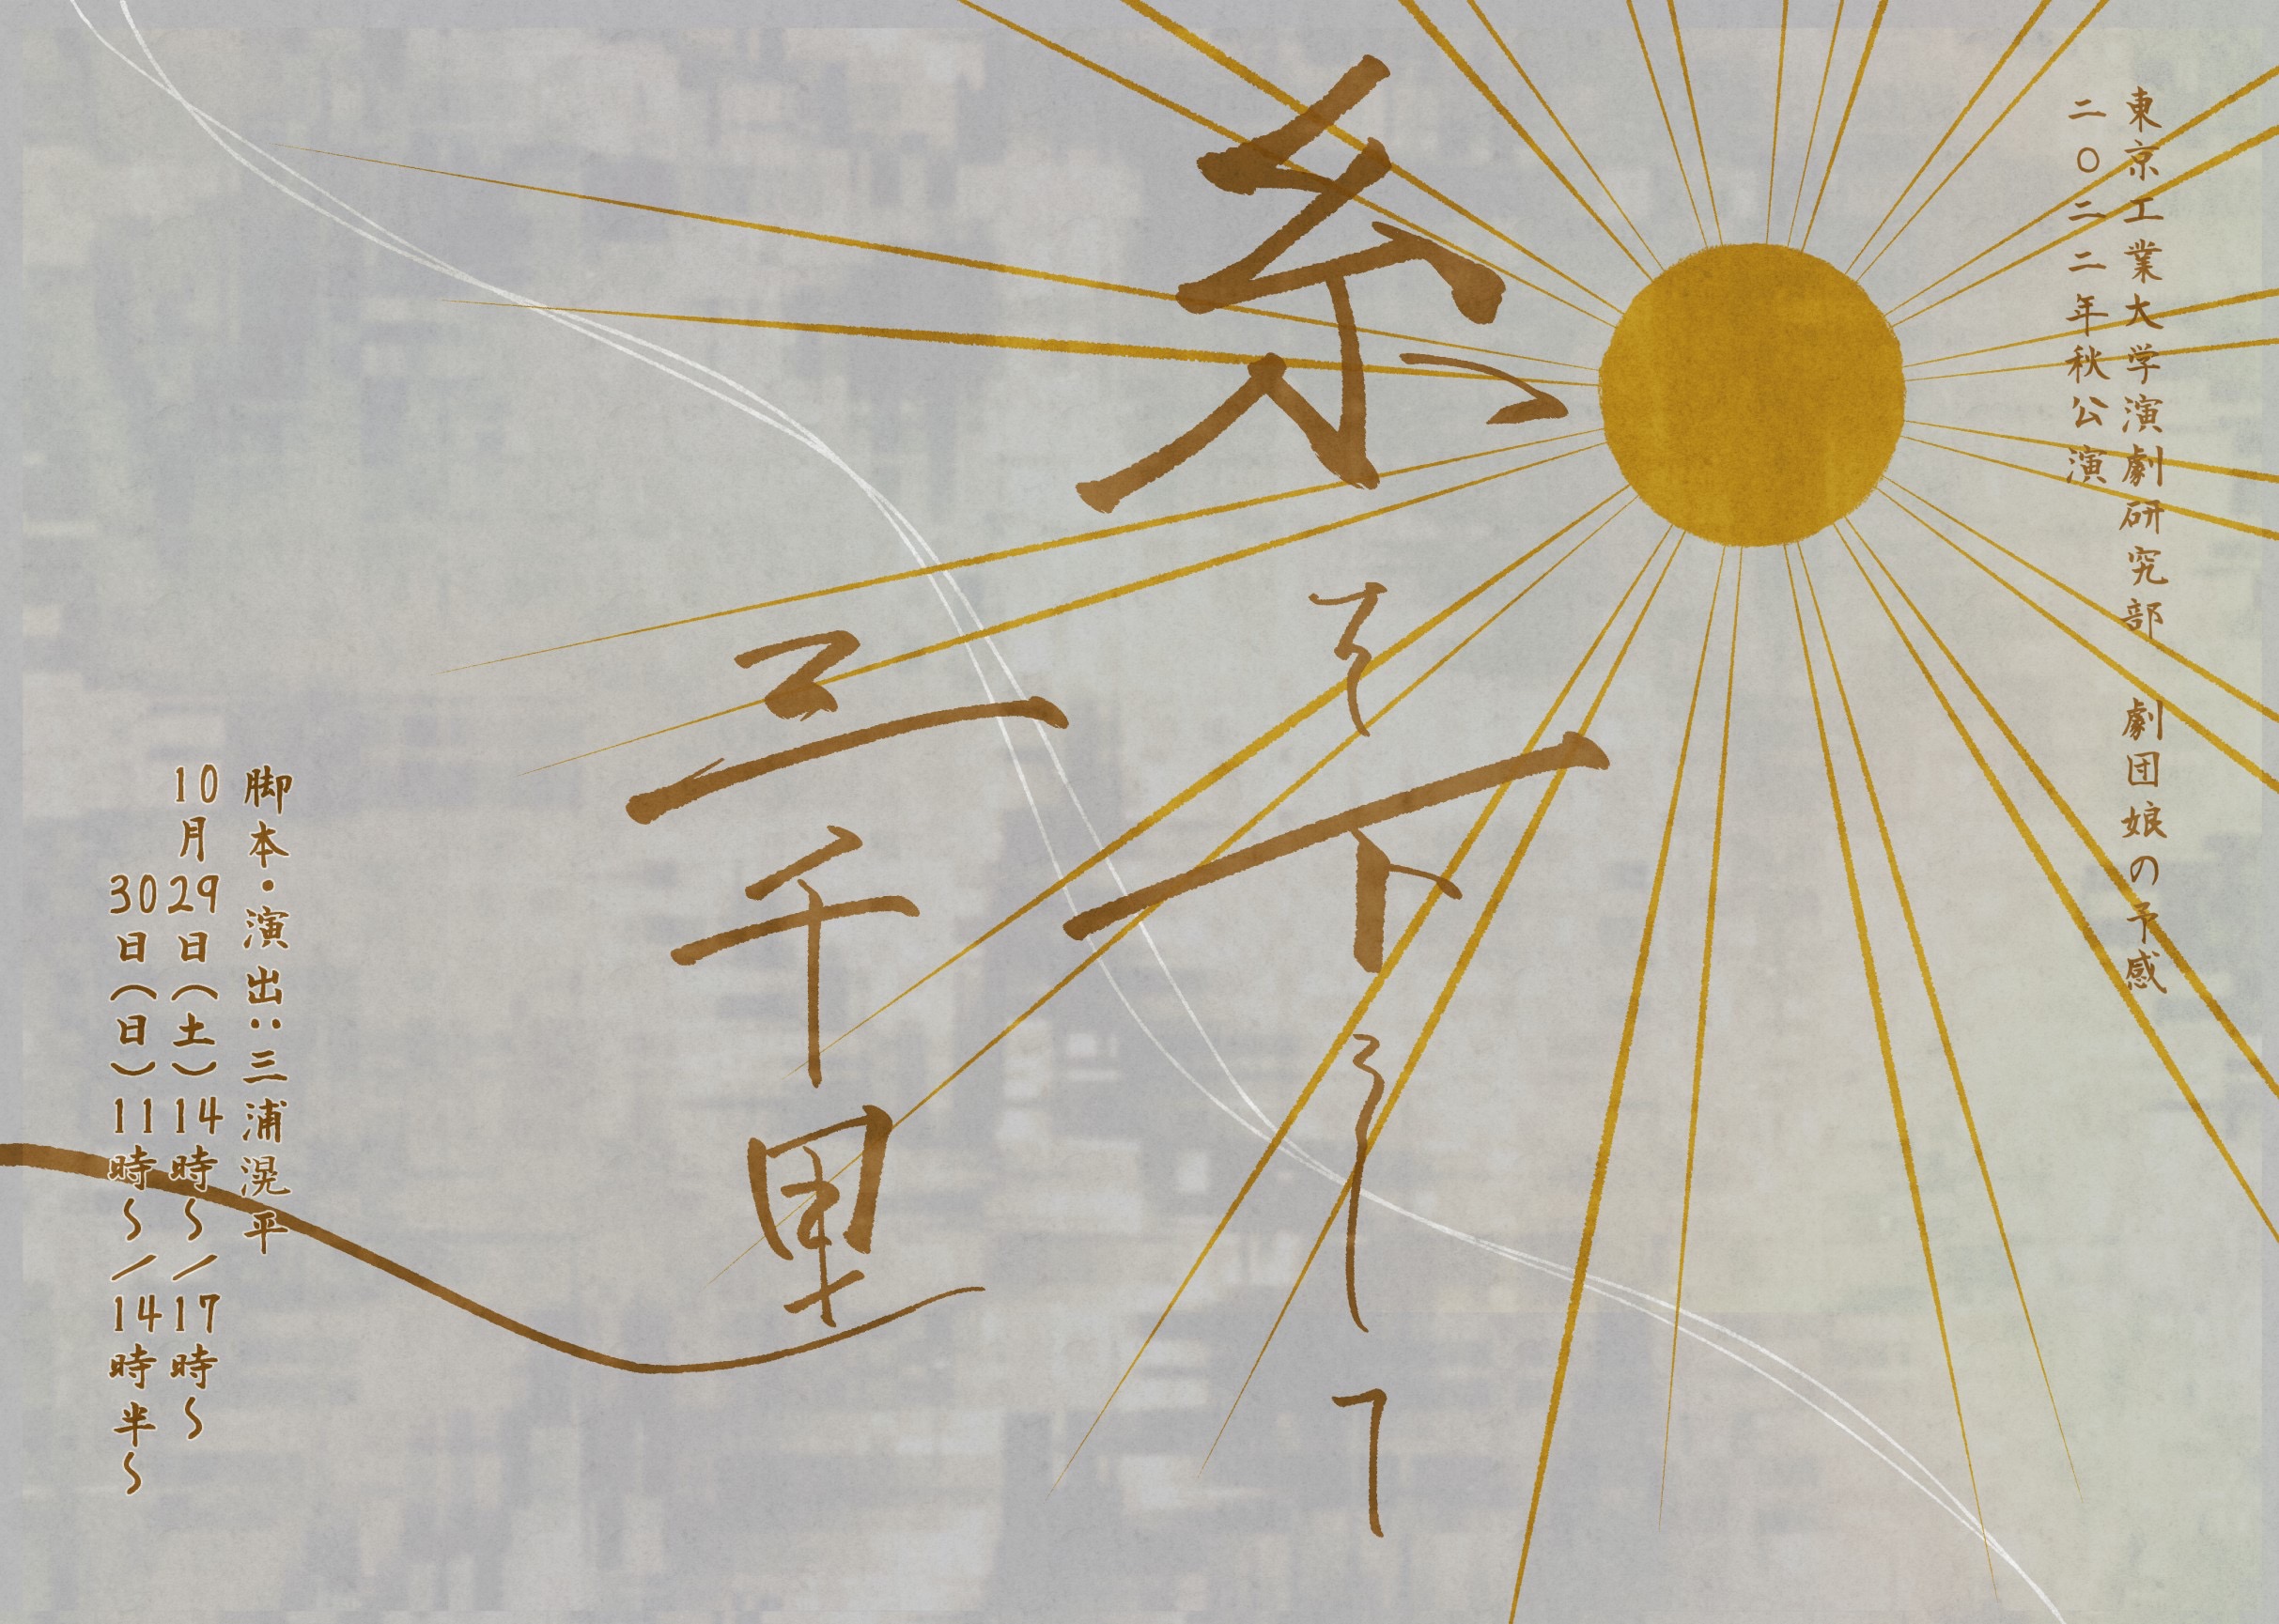 東京工業大学演劇研究部　劇団娘の予感
二〇二二年秋公演
糸を下ろして
三千里
脚本・演出：三浦滉平
10月29日（土）14時～／17時～
30日（日）11時～／14時半～